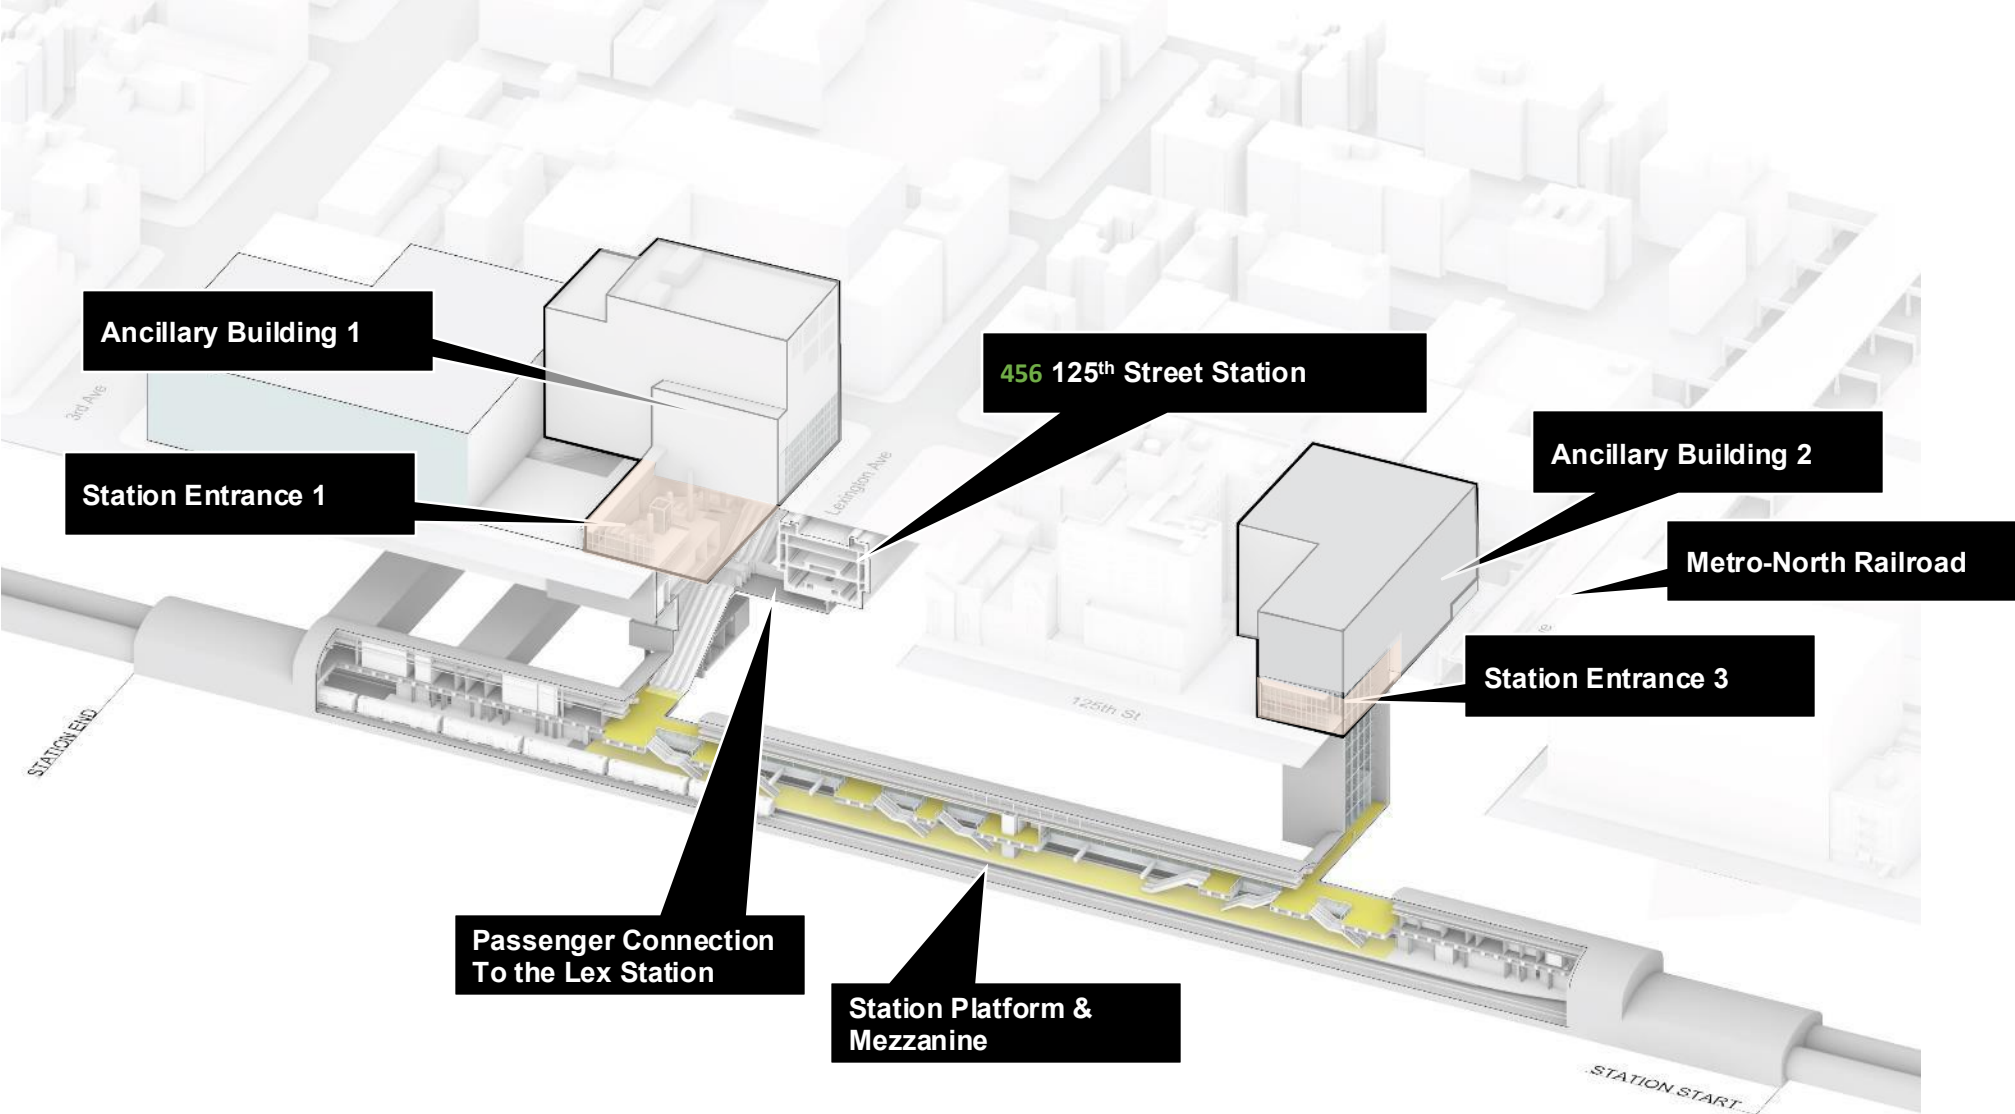 Ancillary Building 1
3rd Ave
456 125th Street Station
Ancillary Building 2
Lexington Ave
Station Entrance 1
Metro-North Railroad
Station Entrance 3
125th St
STATION END
Passenger Connection
To the Lex Station
Station Platform &
Mezzanine
STATION START